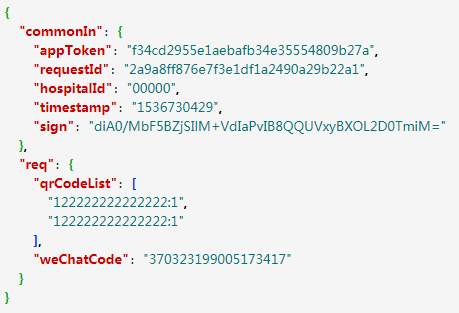 {
"commonIn": {
"appToken": "f34cd2955e1aebafb34e35554809b27a",
"requestId": "2a9a8ff876e7f3e1df1a2490a29b22a1",
"hospitalId": "00000",
"timestamp": "1536730429",
"sign": "diA0/MbF5BZjSIlM+VdIaPvIB8QQUVxyBXOL2D0TmiM="
},
"req": {
"qrCodeList": [
"122222222222222:1",
"122222222222222:1"
],
"weChatCode": "370323199005173417"
}
}